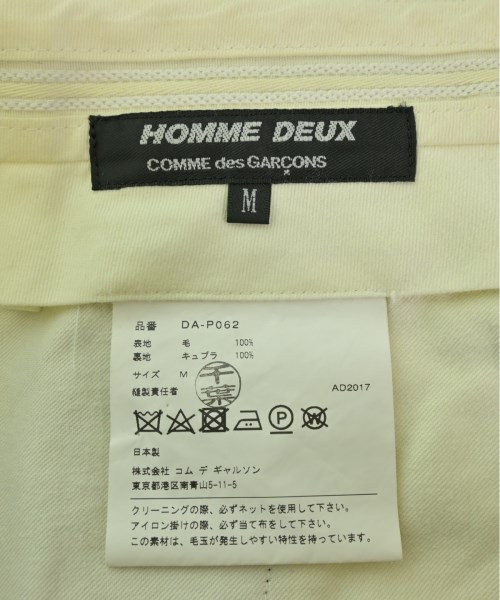 HOMME DEUX
COMME des GARÇONS
M
品番 DA-P062
表地 毛 100%
裏地 キュプラ 100%
サイズ M
縫製責任者 千葉
AD2017
日本製
株式会社 コム デ ギャルソン
東京都港区南青山5-11-5
クリーニングの際、必ずネットを使用して下さい。
アイロン掛けの際、必ず当て布をして下さい。
この素材は、毛玉が発生しやすい特性を持っています。